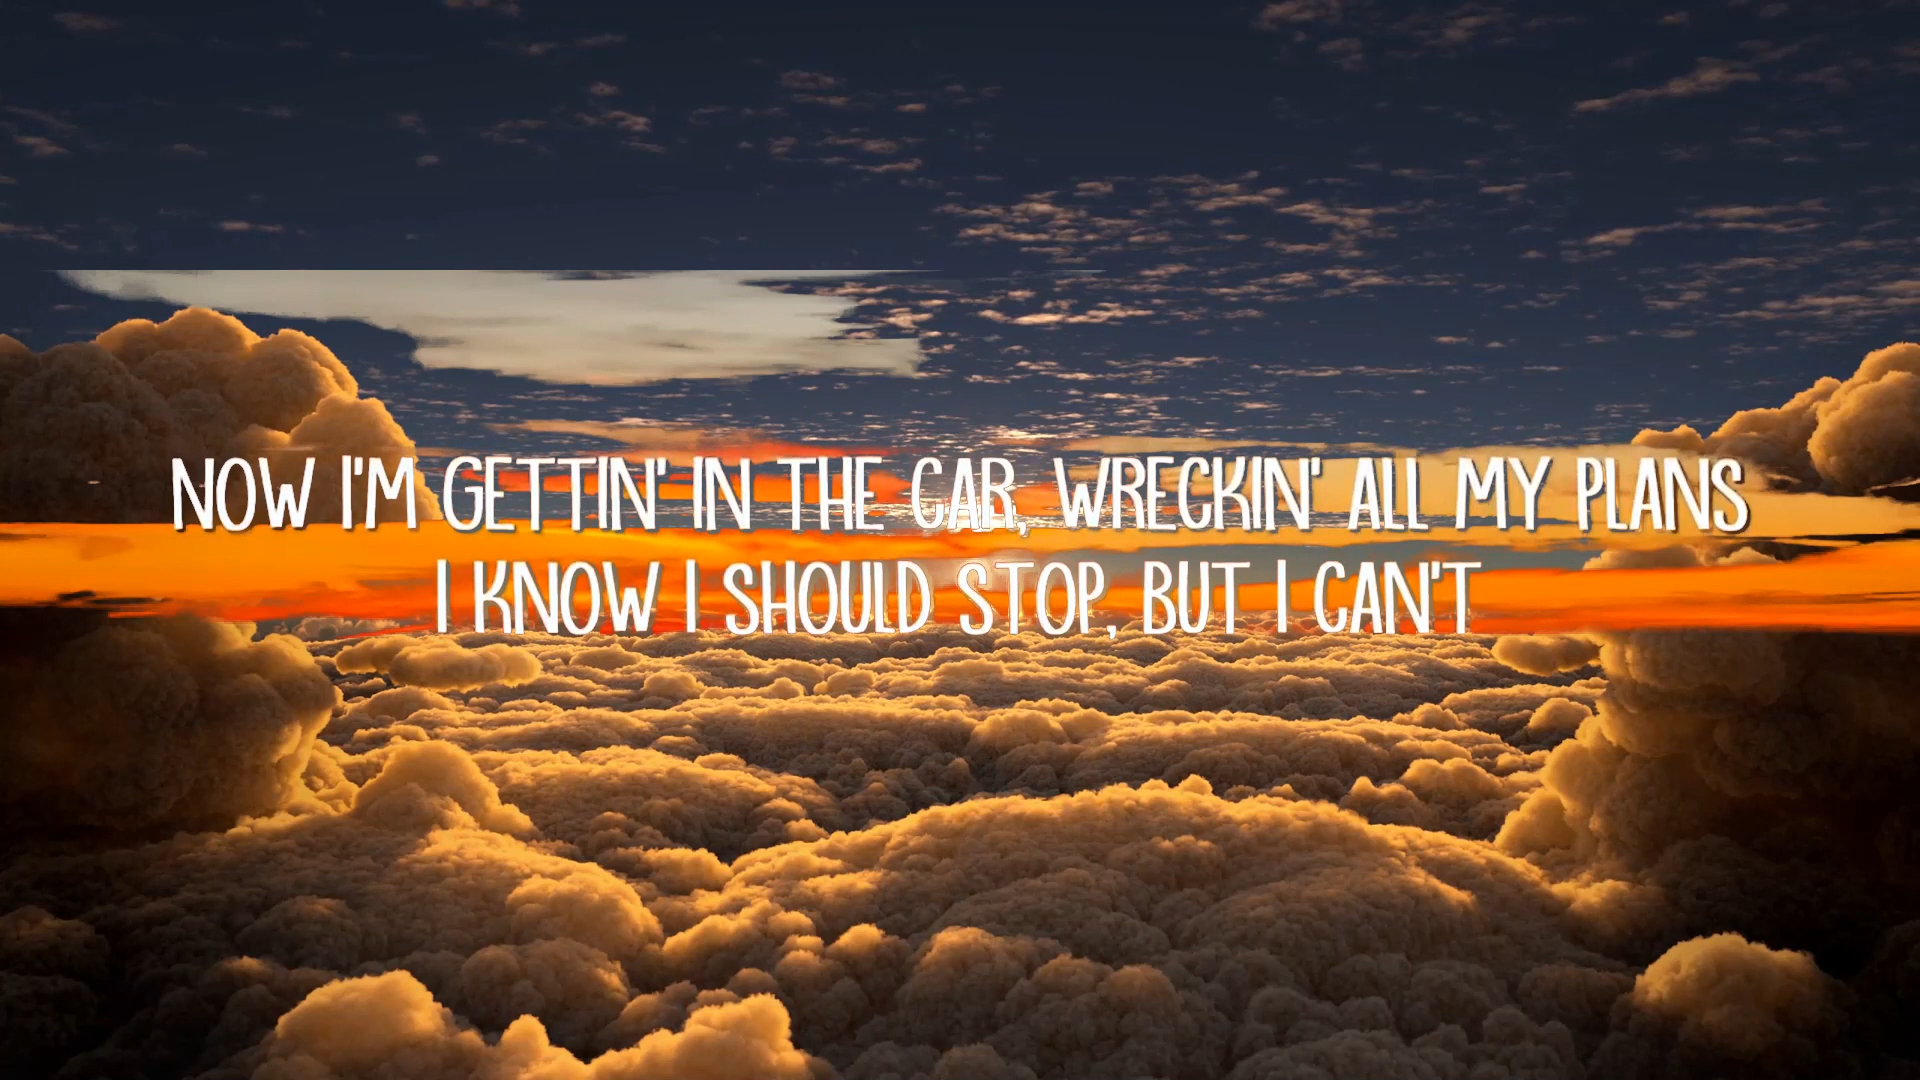 NOW I'M GETTIN' IN THE CAR, WRECKIN' ALL MY PLANS
I KNOW I SHOULD STOP, BUT I CAN'T